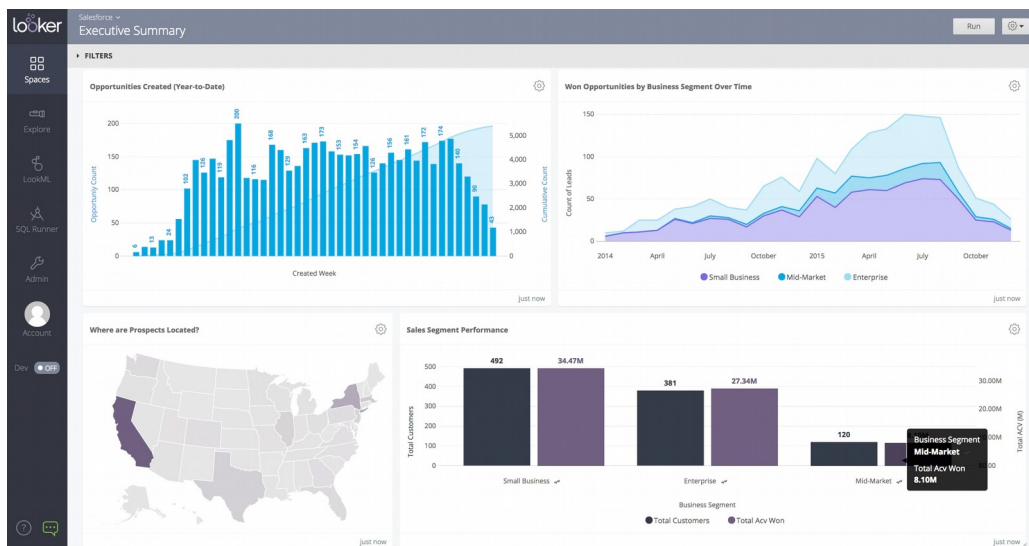 looker
Salesforce
Executive Summary
Run
Spaces
Explore
LookML
SQL Runner
Admin
Account
Dev
OFF
FILTERS
Opportunities Created (Year-to-Date)
Opportuniy Count
200
150
100
50
0
6
13
24
102
126
119
200
116
168
129
163
173
153
154
126
156
161
172
174
140
90
43
5,000
4,000
3,000
2,000
1,000
0
Cumulative Count
Created Week
just now
Won Opportunities by Business Segment Over Time
Count of Leads
150
100
50
0
2014
April
July
October
2015
April
July
October
Small Business
Mid-Market
Enterprise
just now
Where are Prospects Located?
just now
Sales Segment Performance
Total Customers
500
400
300
200
100
0
492
34.47M
381
27.34M
120
30.00M
20.00M
Total ACV (M)
Business Segment
Mid-Market
Total Acv Won
8.10M
Small Business
Enterprise
Mid-Market
Business Segment
Total Customers
Total Acv Won
just now